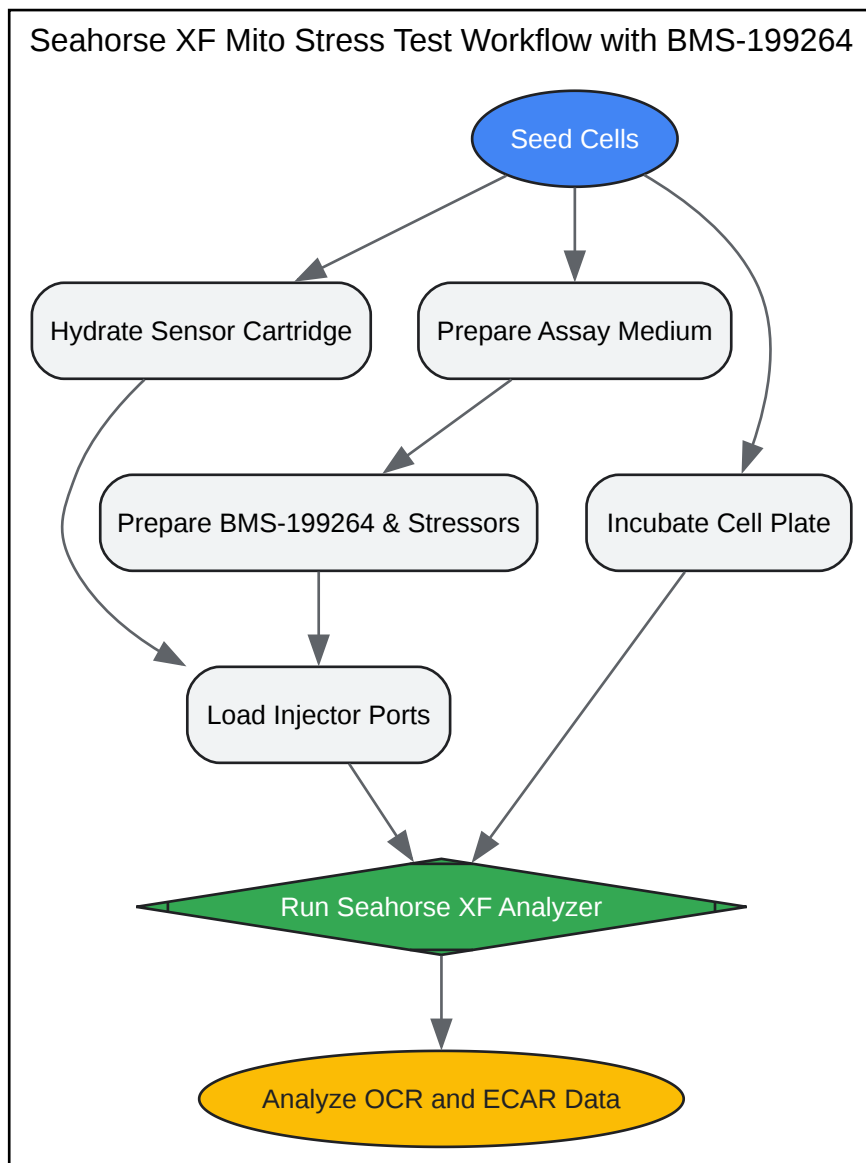 Seahorse XF Mito Stress Test Workflow with BMS-199264
Seed Cells
Hydrate Sensor Cartridge
Prepare Assay Medium
Prepare BMS-199264 & Stressors
Incubate Cell Plate
Load Injector Ports
Run Seahorse XF Analyzer
Analyze OCR and ECAR Data